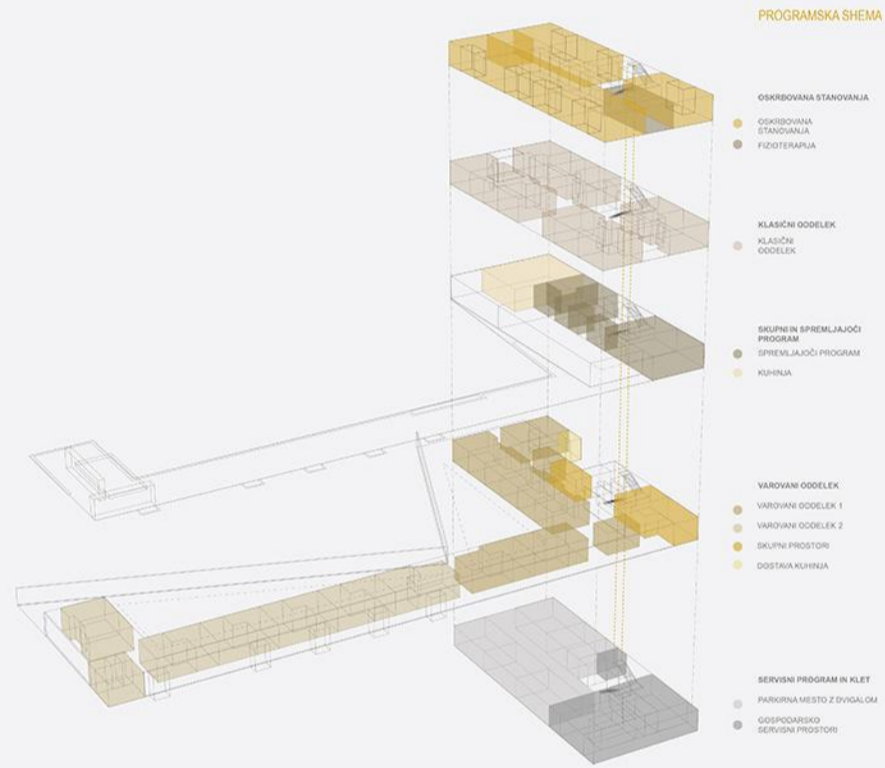 PROGRAMSKA SHEMA
OSKRBOVANA STANOVANJA
OSKRBOVANA
STANOVANJA
FIZIOTERAPIJA
KLASIČNI ODDELEK
KLASIČNI
ODDELEK
SKUPNI IN SPREMLJAJOČI
PROGRAM
SPREMLJAJOČI PROGRAM
KUHINJA
VAROVANI ODDELEK
VAROVANI ODDELEK 1
VAROVANI ODDELEK 2
SKUPNI PROSTORI
DOSTAVA KUHINJA
SERVISNI PROGRAM IN KLET
PARKIRNA MESTO Z DVIGALOM
GOSPODARSKO
SERVISNI PROSTORI